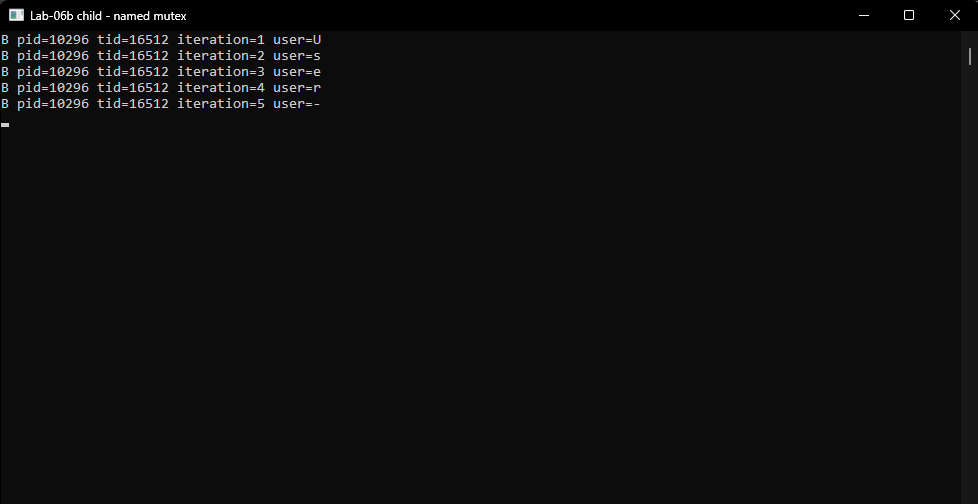 Lab-06b child - named mutex
B pid=10296 tid=16512 iteration=1 user=U
B pid=10296 tid=16512 iteration=2 user=s
B pid=10296 tid=16512 iteration=3 user=e
B pid=10296 tid=16512 iteration=4 user=r
B pid=10296 tid=16512 iteration=5 user=-